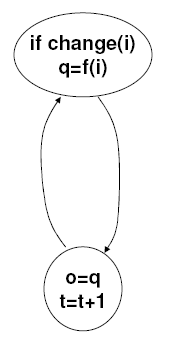 if change(i)
q=f(i)
o=q
t=t+1